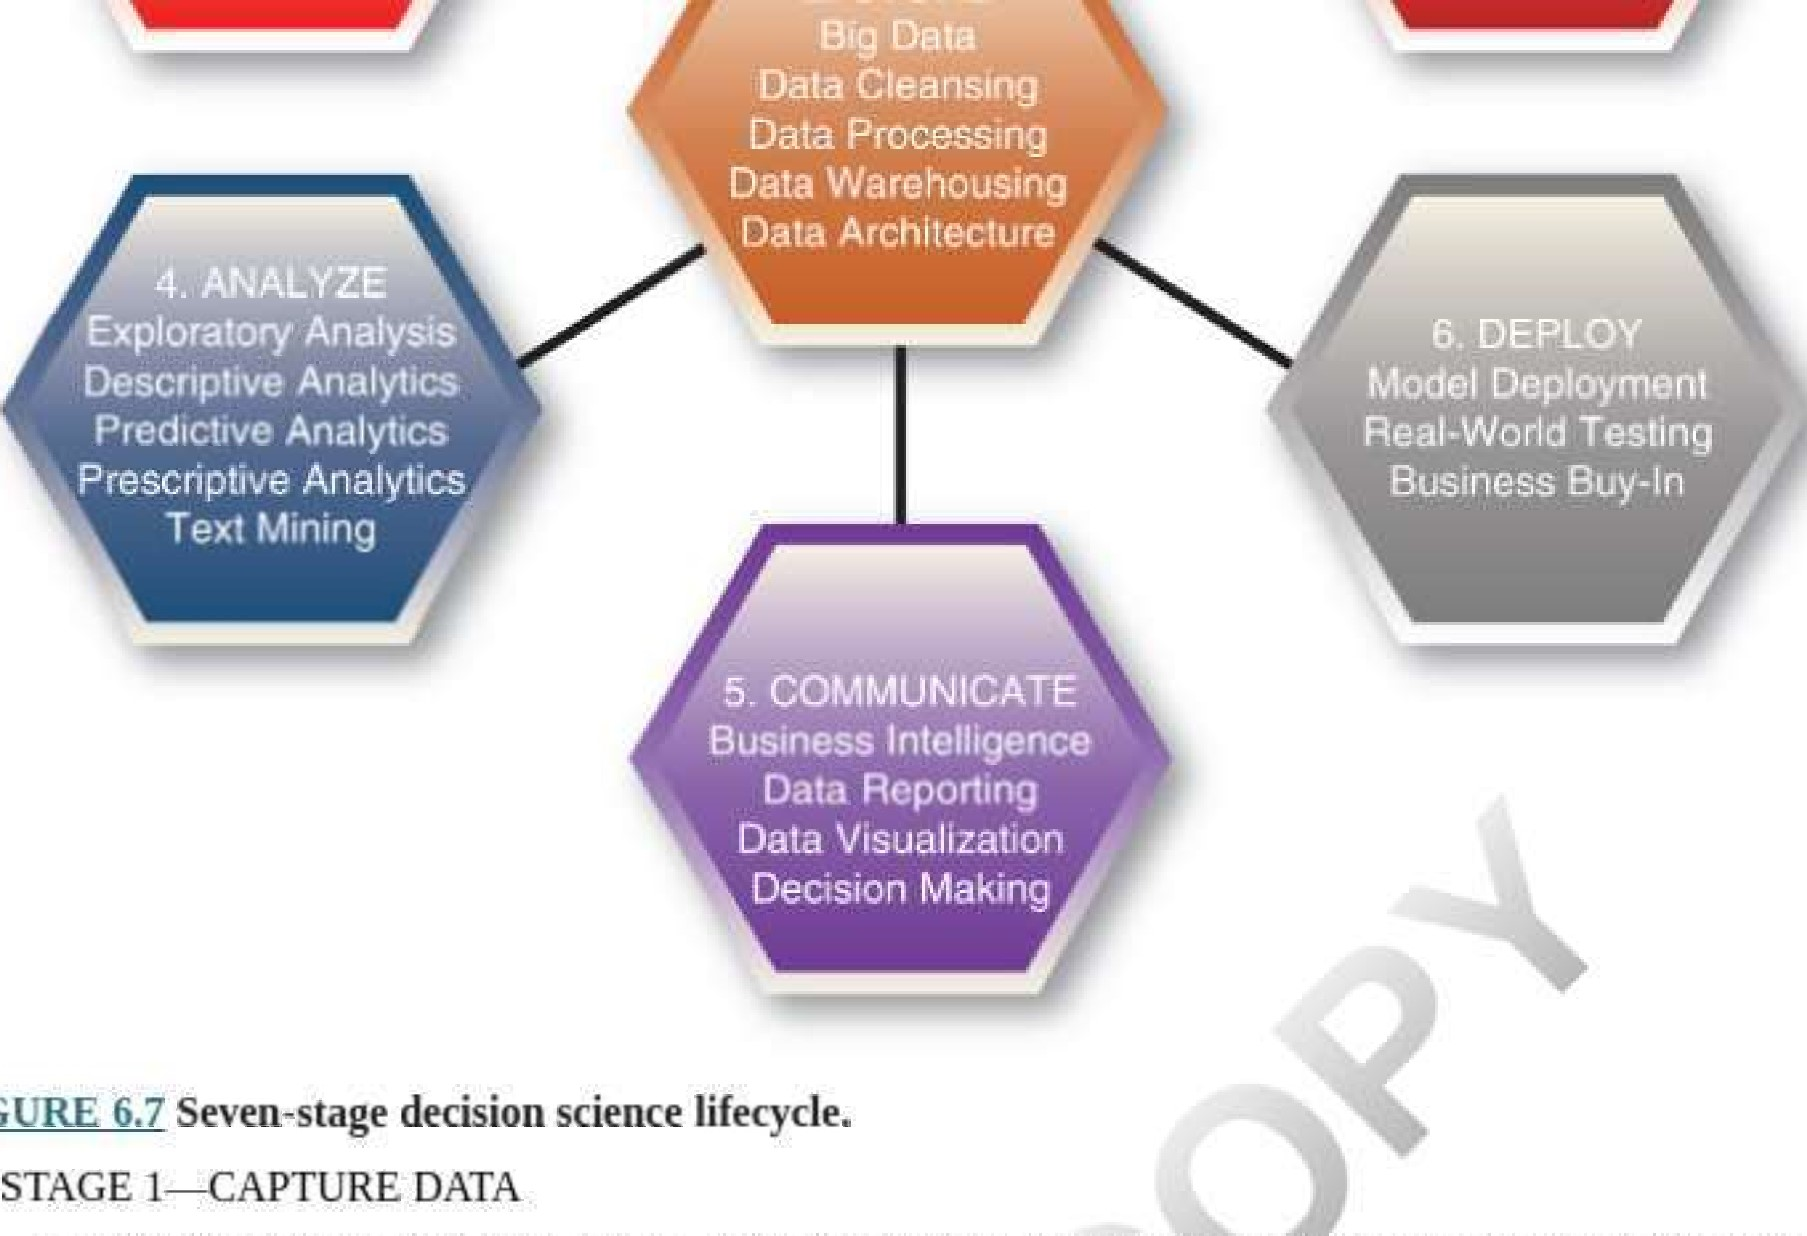 Big Data
Data Cleansing
Data Processing
Data Warehousing
Data Architecture
4. ANALYZE
Exploratory Analysis
Descriptive Analytics
Predictive Analytics
Prescriptive Analytics
Text Mining
6. DEPLOY
Model Deployment
Real-World Testing
Business Buy-In
5. COMMUNICATE
Business Intelligence
Data Reporting
Data Visualization
Decision Making
GURE 6.7 Seven-stage decision science lifecycle.
STAGE 1—CAPTURE DATA
OPY